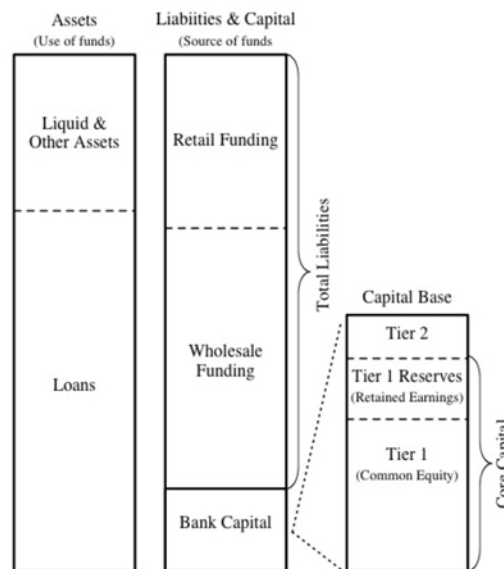 Assets
(Use of funds)
Liabiities & Capital
(Source of funds
Liquid &
Other Assets
Loans
Retail Funding
Wholesale
Funding
Bank Capital
Total Liabilities
Capital Base
Tier 2
Tier 1 Reserves
(Retained Earnings)
Tier 1
(Common Equity)
Core Capital